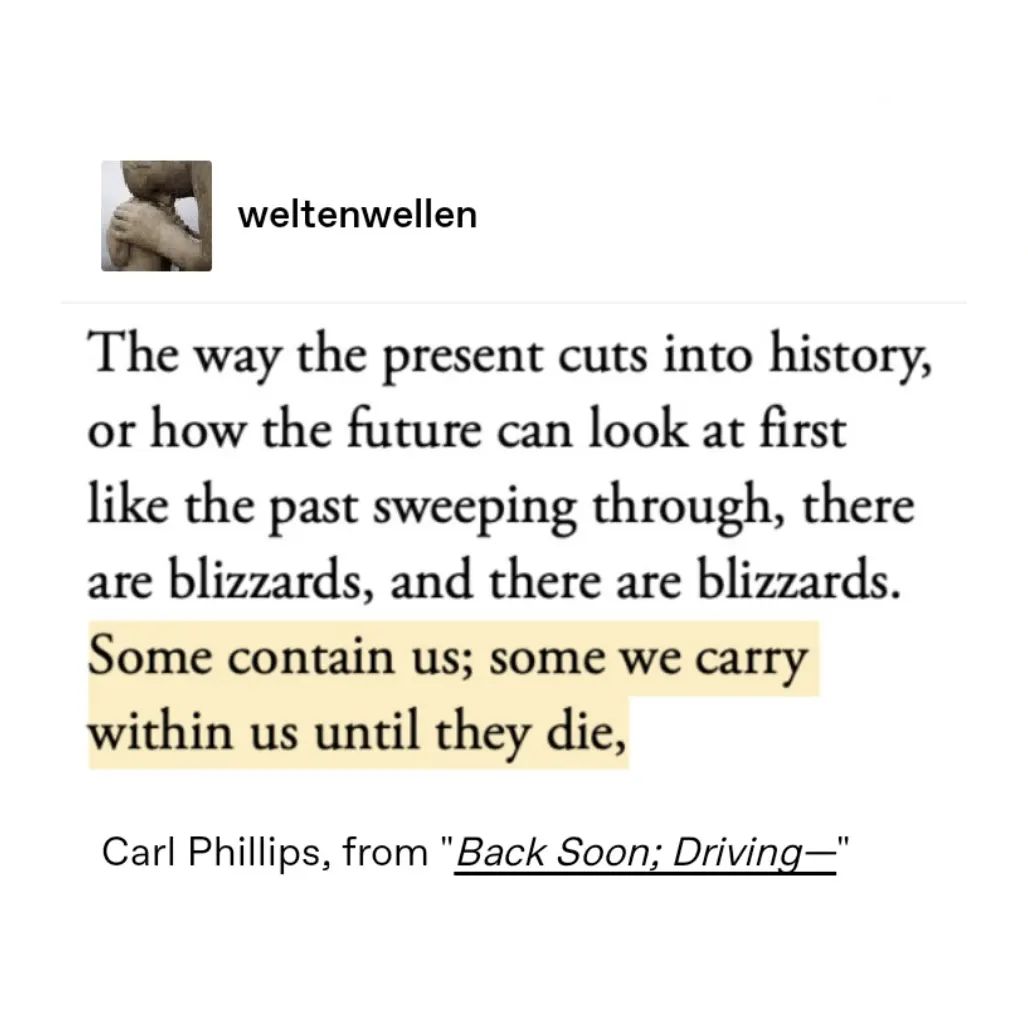 weltenwellen
The way the present cuts into history,
or how the future can look at first
like the past sweeping through, there
are blizzards, and there are blizzards.
Some contain us; some we carry
within us until they die,
Carl Phillips, from "Back Soon; Driving—"